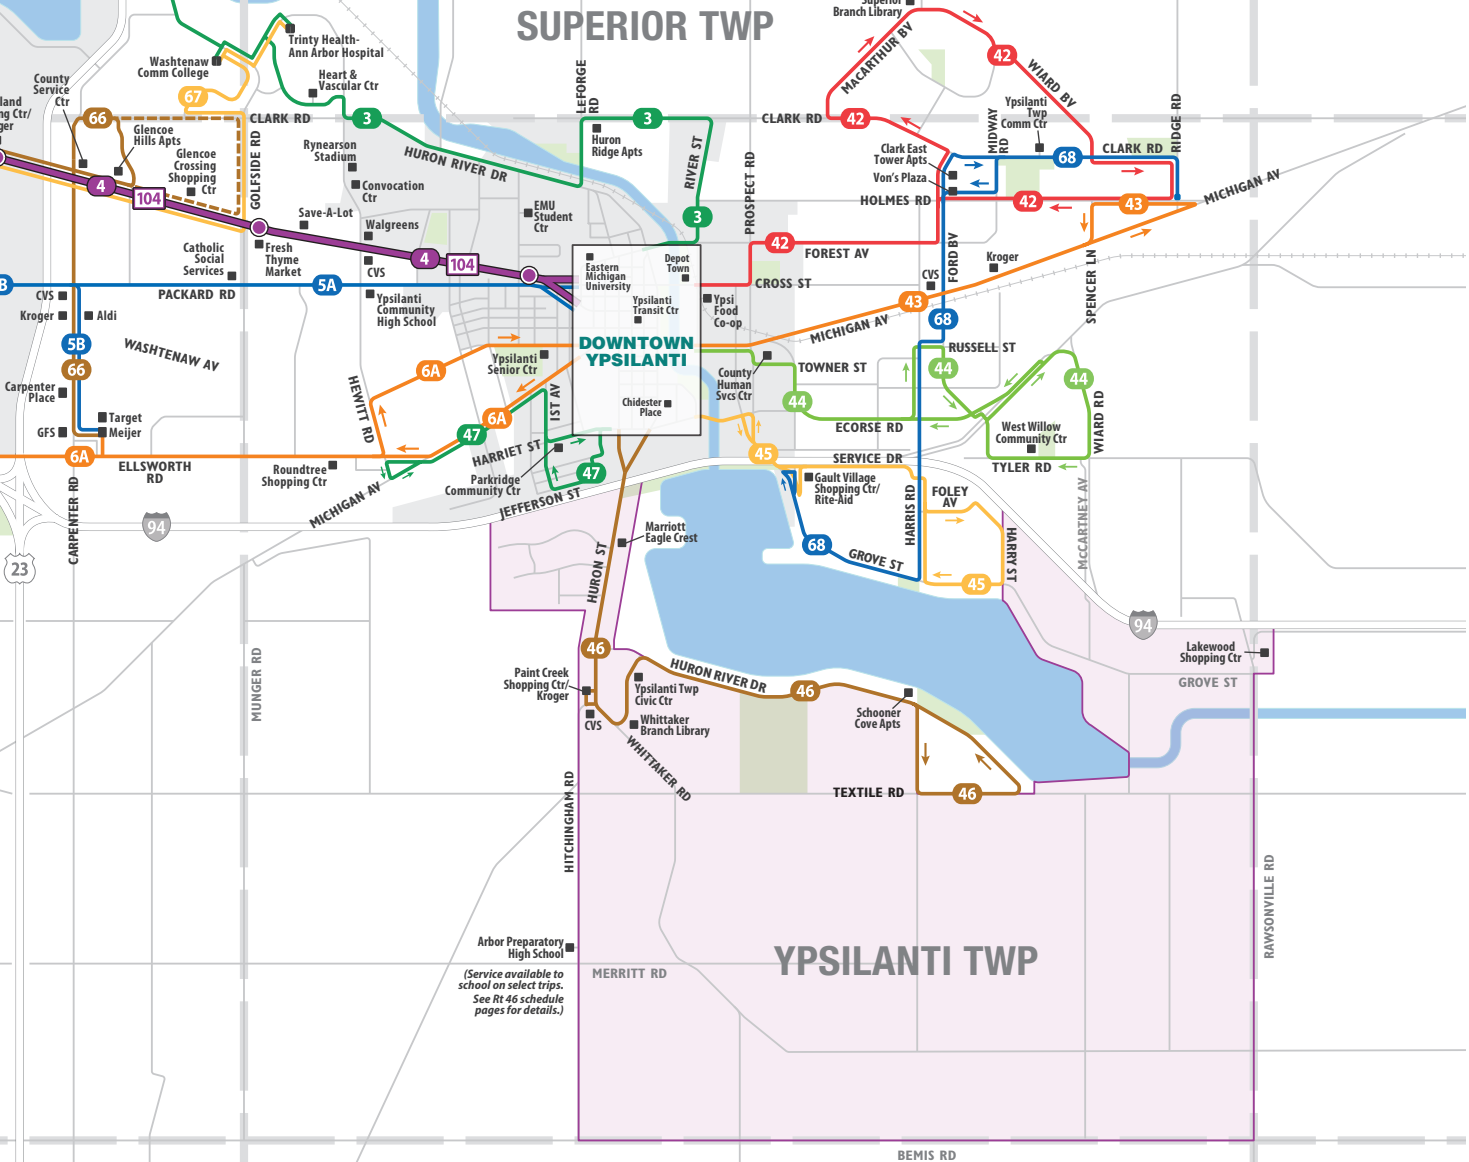 SUPERIOR TWP
Superior
Branch Library
Trinty Health-
Ann Arbor Hospital
Washtenaw
Comm College
County
Service
Ctr
land
ng Ctr/
ger
Heart &
Vascular Ctr
67
66
Glencoe
Hills Apts
Glencoe
Crossing
Shopping
Ctr
GOLFSIDE RD
CLARK RD
3
Rynearson
Stadium
HURON RIVER DR
Convocation
Ctr
LEFORGE
RD
3
Huron
Ridge Apts
RIVER ST
3
PROSPECT RD
CLARK RD
42
MACARTHUR BV
42
WIARD BV
Ypsilanti
Twp
Comm Ctr
MIDWAY
RD
RIDGE RD
Clark East
Tower Apts
Von's Plaza
68
CLARK RD
HOLMES RD
42
43
MICHIGAN AV
4
104
Save-A-Lot
Walgreens
EMU
Student
Ctr
Catholic
Social
Services
Fresh
Thyme
Market
CVS
4
104
42
FOREST AV
CROSS ST
FORD BV
Kroger
CVS
SPENCER LN
B
PACKARD RD
5A
CVS
Kroger
Aldi
Ypsilanti
Community
High School
Eastern
Michigan
University
Depot
Town
Ypsilanti
Transit Ctr
Ypsi
Food
Co-op
43
MICHIGAN AV
68
5B
66
WASHTENAW AV
DOWNTOWN
YPSILANTI
Ypsilanti
Senior Ctr
6A
HEWITT RD
1ST AV
Carpenter
Place
Target
GFS
Meijer
Chidester
Place
County
Human
Svcs Ctr
TOWNER ST
44
RUSSELL ST
44
44
ECORSE RD
WIARD RD
West Willow
Community Ctr
TYLER RD
6A
47
HARRIET ST
6A
ELLSWORTH
RD
Roundtree
Shopping Ctr
MICHIGAN AV
Parkridge
Community Ctr
47
JEFFERSON ST
45
SERVICE DR
Gault Village
Shopping Ctr/
Rite-Aid
HARRIS RD
FOLEY
AV
HARRY ST
McCARTNEY AV
94
CARPENTER RD
23
Marriott
Eagle Crest
HURON ST
68
GROVE ST
45
94
Lakewood
Shopping Ctr
GROVE ST
MUNGER RD
46
Paint Creek
Shopping Ctr/
Kroger
CVS
Ypsilanti Twp
Civic Ctr
Whittaker
Branch Library
HURON RIVER DR
46
Schooner
Cove Apts
WHITTAKER RD
HITCHINGHAM RD
TEXTILE RD
46
RAWSONVILLE RD
Arbor Preparatory
High School
(Service available to
school on select trips.
See Rt 46 schedule
pages for details.)
MERRITT RD
YPSILANTI TWP
BEMIS RD